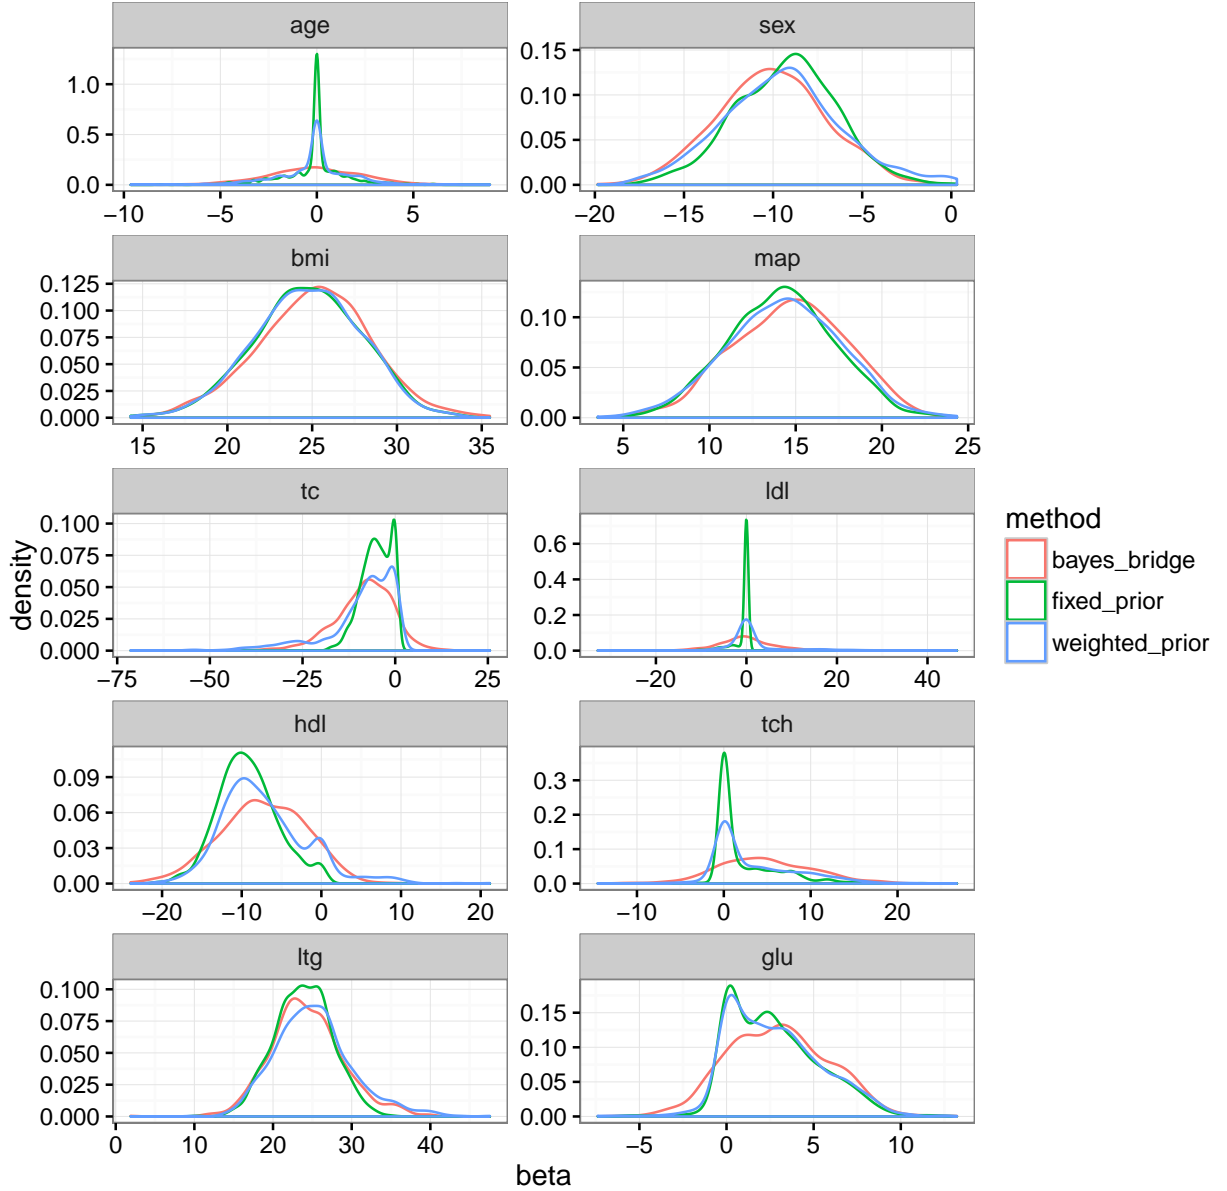 age
1.0
0.5
0.0
−10 −5 0 5
sex
0.15
0.10
0.05
0.00
−20 −15 −10 −5 0
bmi
0.125
0.100
0.075
0.050
0.025
0.000
15 20 25 30 35
map
0.10
0.05
0.00
5 10 15 20 25
tc
0.100
0.075
0.050
0.025
0.000
−75 −50 −25 0 25
ldl
0.6
0.4
0.2
0.0
−20 0 20 40
hdl
0.09
0.06
0.03
0.00
−20 −10 0 10 20
tch
0.3
0.2
0.1
0.0
−10 0 10 20
ltg
0.100
0.075
0.050
0.025
0.000
0 10 20 30 40
glu
0.15
0.10
0.05
0.00
−5 0 5 10
density
beta
method
bayes_bridge
fixed_prior
weighted_prior